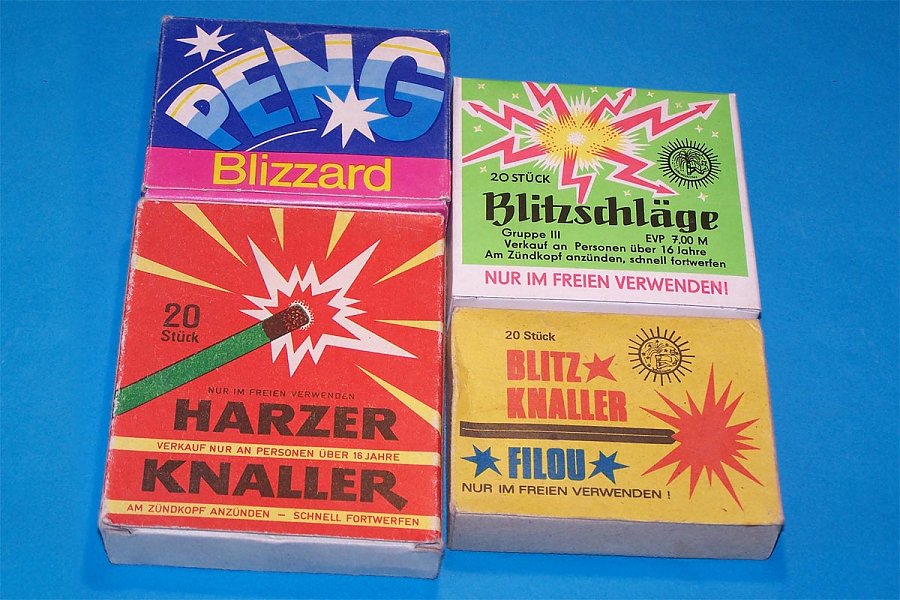 PENG
Blizzard
20 STÜCK
Blitzschläge
Gruppe III EVP 7.00 M
Verkauf an Personen über 16 Jahre
Am Zündkopf anzünden, schnell fortwerfen
NUR IM FREIEN VERWENDEN!
20
Stück
NUR IM FREIEN VERWENDEN
HARZER
VERKAUF NUR AN PERSONEN ÜBER 16 JAHRE
KNALLER
AM ZÜNDKOPF ANZÜNDEN – SCHNELL FORTWERFEN
20 Stück
BLITZ
KNALLER
FILOU
NUR IM FREIEN VERWENDEN !